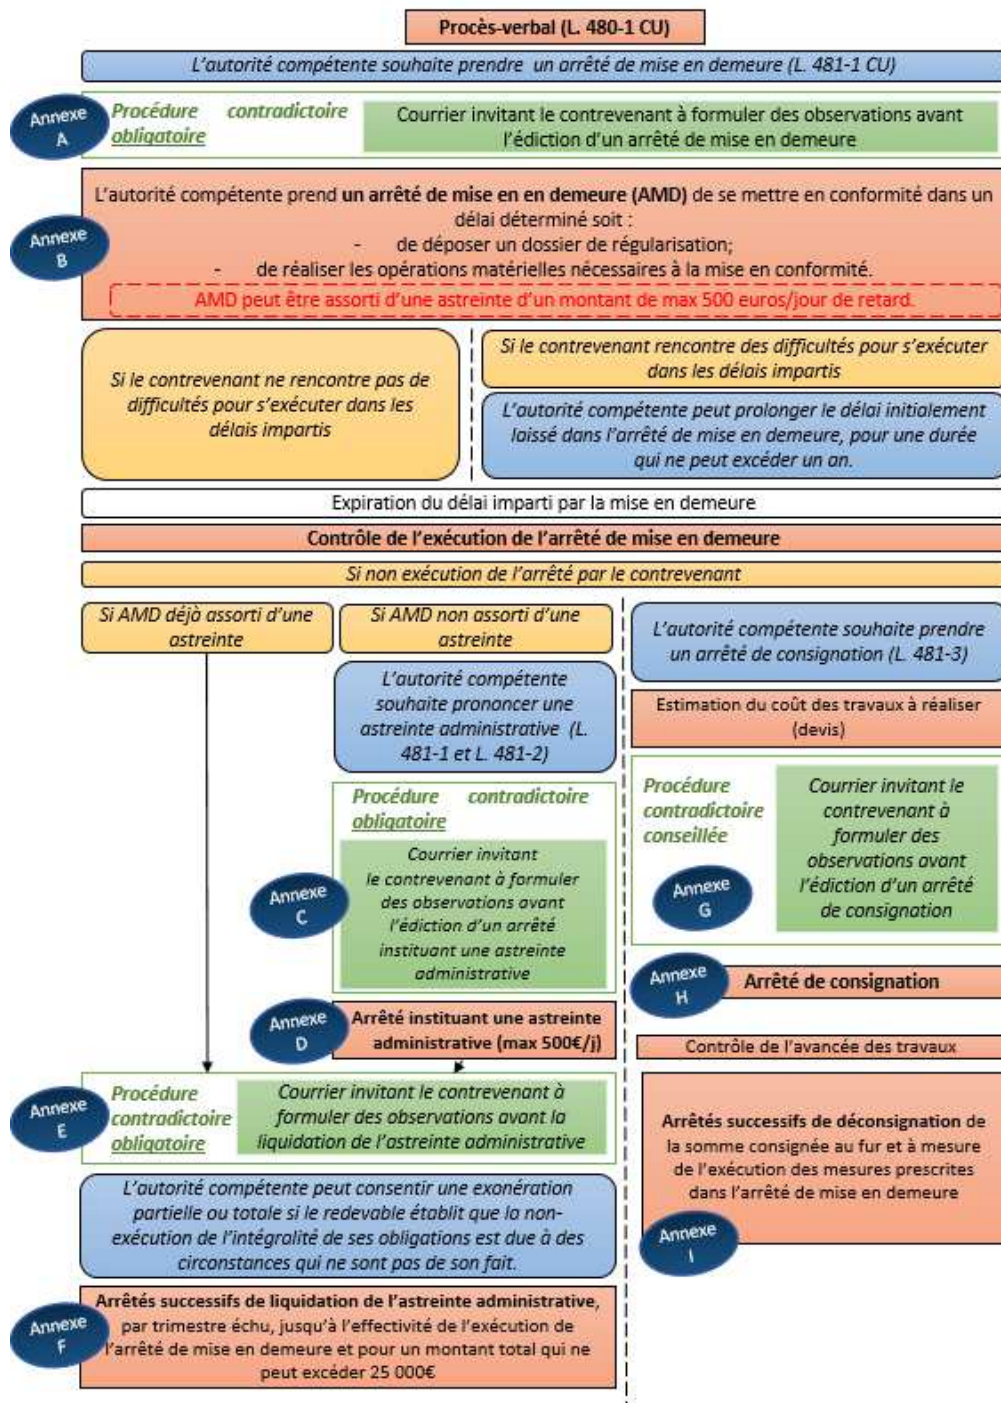 Procès-verbal (L. 480-1 CU)
L'autorité compétente souhaite prendre un arrêté de mise en demeure (L. 481-1 CU)
Annexe
A
Procédure contradictoire
obligatoire
Courrier invitant le contrevenant à formuler des observations avant
l'édiction d'un arrêté de mise en demeure
Annexe
B
L'autorité compétente prend un arrêté de mise en en demeure (AMD) de se mettre en conformité dans un
délai déterminé soit :
- de déposer un dossier de régularisation;
- de réaliser les opérations matérielles nécessaires à la mise en conformité.
AMD peut être assorti d'une astreinte d'un montant de max 500 euros/jour de retard.
Si le contrevenant ne rencontre pas de
difficultés pour s'exécuter dans les
délais impartis
Si le contrevenant rencontre des difficultés pour s'exécuter
dans les délais impartis
L'autorité compétente peut prolonger le délai initialement
laissé dans l'arrêté de mise en demeure, pour une durée
qui ne peut excéder un an.
Expiration du délai imparti par la mise en demeure
Contrôle de l'exécution de l'arrêté de mise en demeure
Si non exécution de l'arrêté par le contrevenant
Si AMD déjà assorti d'une
astreinte
Si AMD non assorti d'une
astreinte
L'autorité compétente
souhaite prononcer une
astreinte administrative (L.
481-1 et L. 481-2)
Procédure contradictoire
obligatoire
Annexe
C
Courrier invitant
le contrevenant à formuler
des observations avant
l'édiction d'un arrêté
instituant une astreinte
administrative
Annexe
D
Arrêté instituant une astreinte
administrative (max 500€/j)
Annexe
E
Procédure
contradictoire
obligatoire
Courrier invitant le contrevenant à
formuler des observations avant la
liquidation de l'astreinte administrative
L'autorité compétente peut consentir une exonération
partielle ou totale si le redevable établit que la non-
exécution de l'intégralité de ses obligations est due à des
circonstances qui ne sont pas de son fait.
Annexe
F
Arrêtés successifs de liquidation de l'astreinte administrative,
par trimestre échu, jusqu'à l'effectivité de l'exécution de
l'arrêté de mise en demeure et pour un montant total qui ne
peut excéder 25 000€
L'autorité compétente souhaite prendre
un arrêté de consignation (L. 481-3)
Estimation du coût des travaux à réaliser
(devis)
Procédure
contradictoire
conseillée
Annexe
G
Courrier invitant le
contrevenant à
formuler des
observations avant
l'édiction d'un arrêté
de consignation
Annexe
H
Arrêté de consignation
Contrôle de l'avancée des travaux
Arrêtés successifs de déconsignation de
la somme consignée au fur et à mesure
de l'exécution des mesures prescrites
dans l'arrêté de mise en demeure
Annexe
I